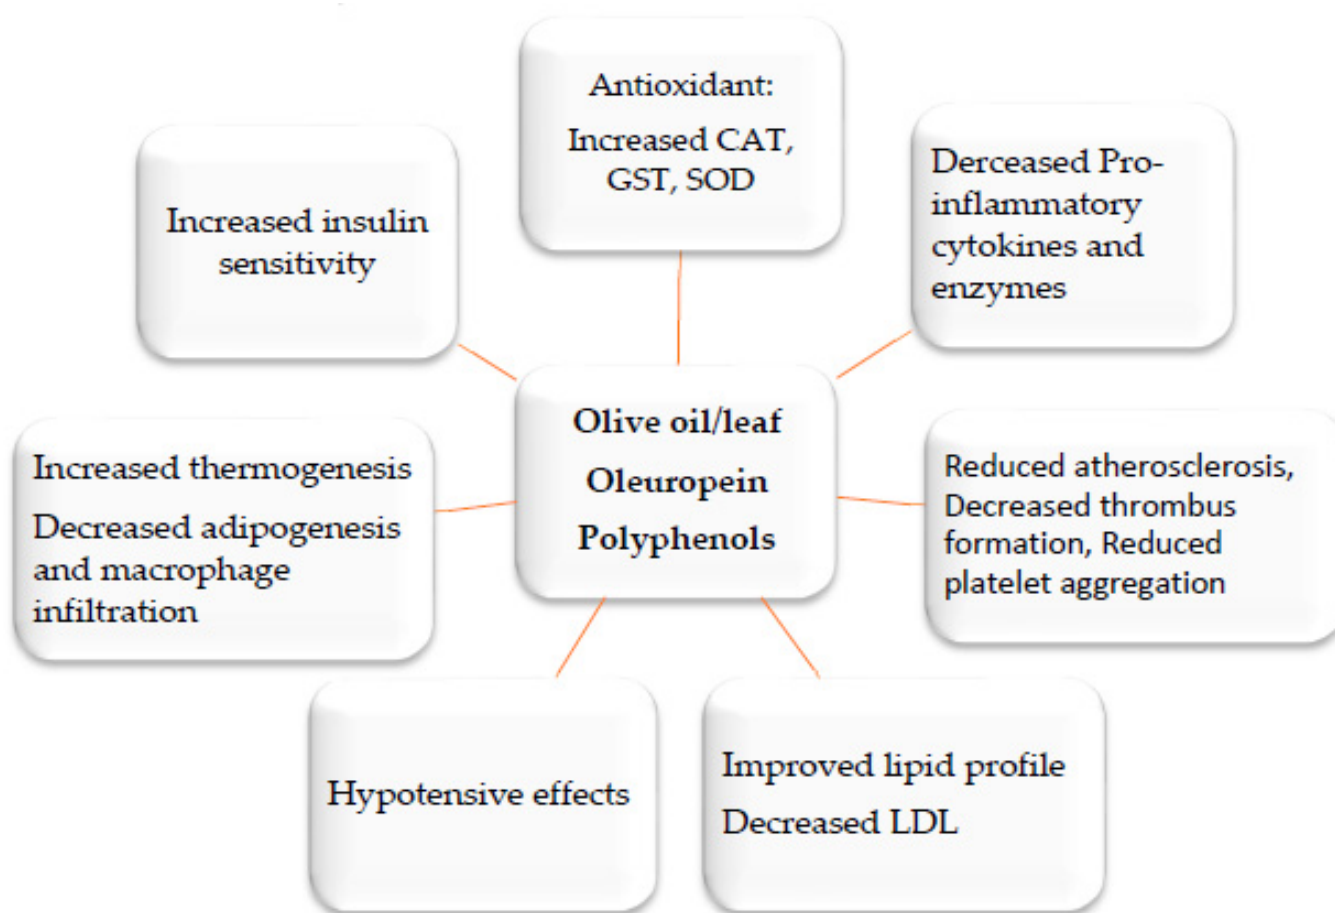 Antioxidant:
Increased CAT,
GST, SOD
Derceased Pro-
inflammatory
cytokines and
enzymes
Increased insulin
sensitivity
Olive oil/leaf
Oleuropein
Polyphenols
Increased thermogenesis
Decreased adipogenesis
and macrophage
infiltration
Reduced atherosclerosis,
Decreased thrombus
formation, Reduced
platelet aggregation
Hypotensive effects
Improved lipid profile
Decreased LDL